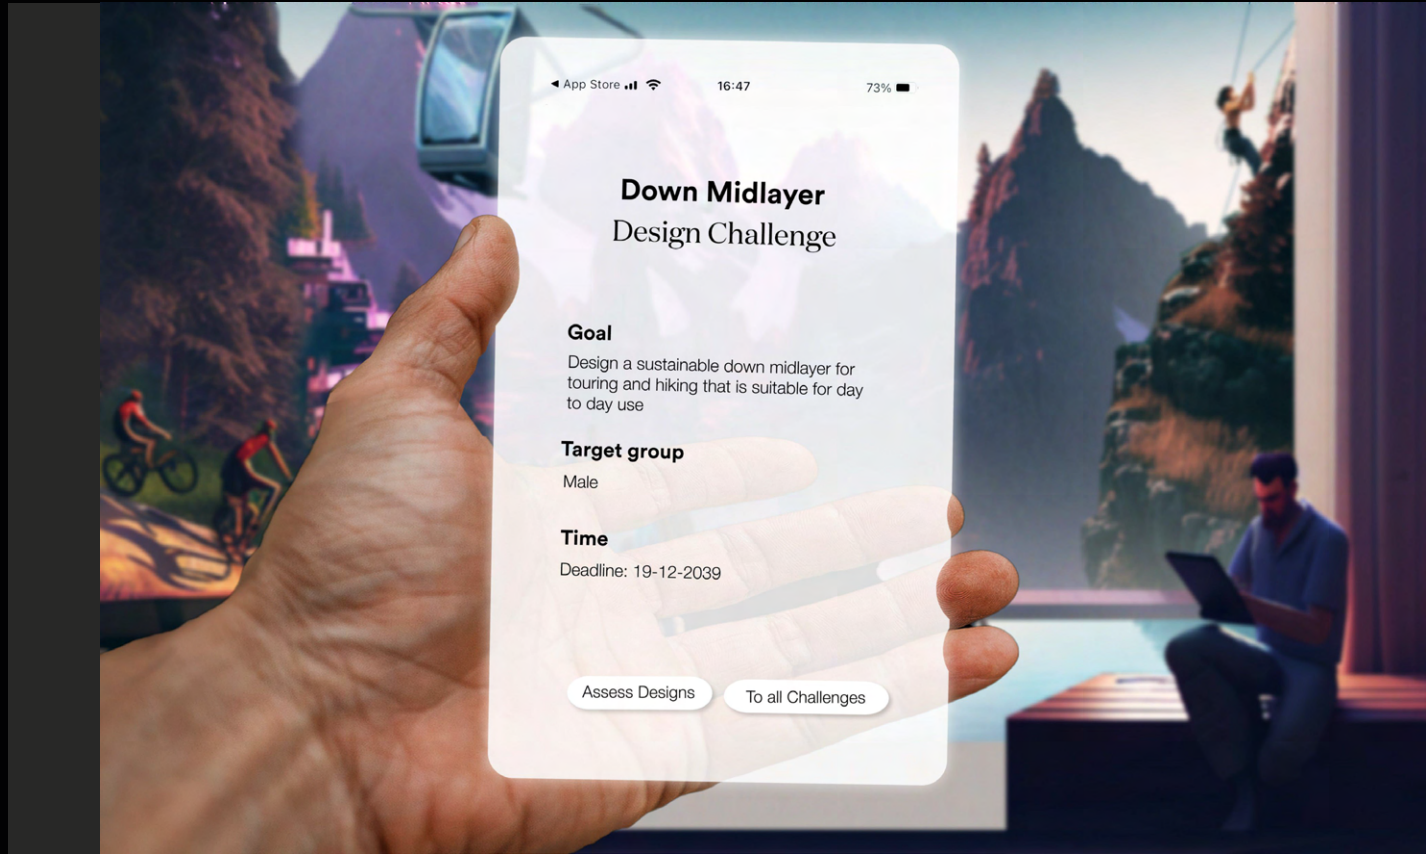 ◀ App Store 16:47 73%
Down Midlayer
Design Challenge
Goal
Design a sustainable down midlayer for
touring and hiking that is suitable for day
to day use
Target group
Male
Time
Deadline: 19-12-2039
Assess Designs To all Challenges